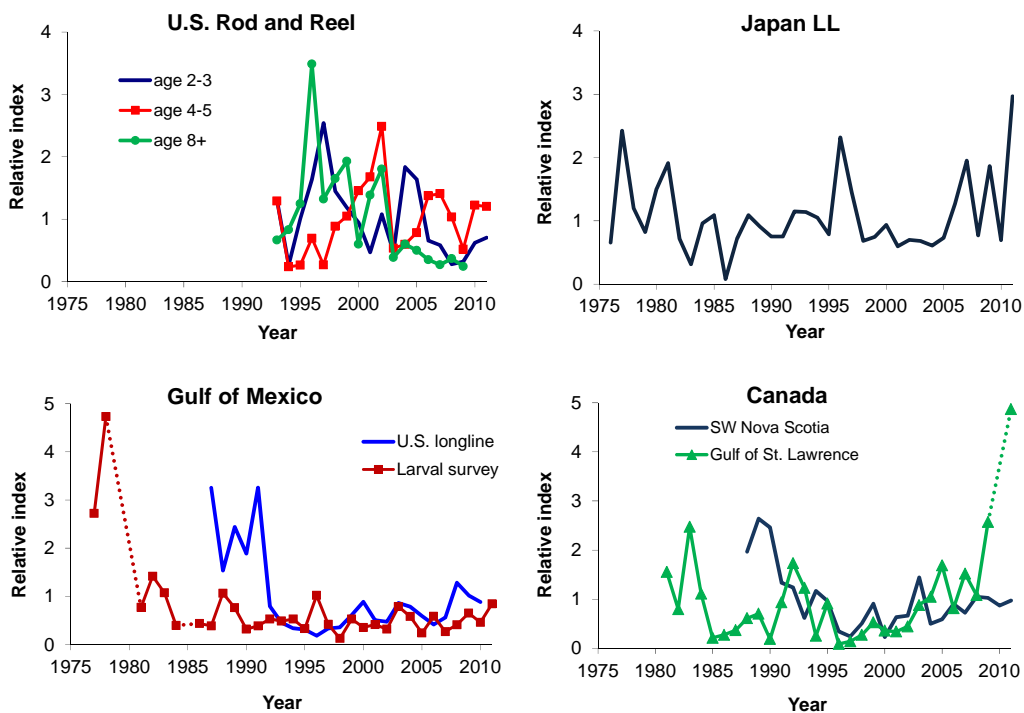 U.S. Rod and Reel
4
3
2
1
0
Relative index
age 2-3
age 4-5
age 8+
1975 1980 1985 1990 1995 2000 2005 2010
Year
Japan LL
4
3
2
1
0
Relative index
1975 1980 1985 1990 1995 2000 2005 2010
Year
Gulf of Mexico
5
4
3
2
1
0
Relative index
U.S. longline
Larval survey
1975 1980 1985 1990 1995 2000 2005 2010
Year
Canada
5
4
3
2
1
0
Relative index
SW Nova Scotia
Gulf of St. Lawrence
1975 1980 1985 1990 1995 2000 2005 2010
Year